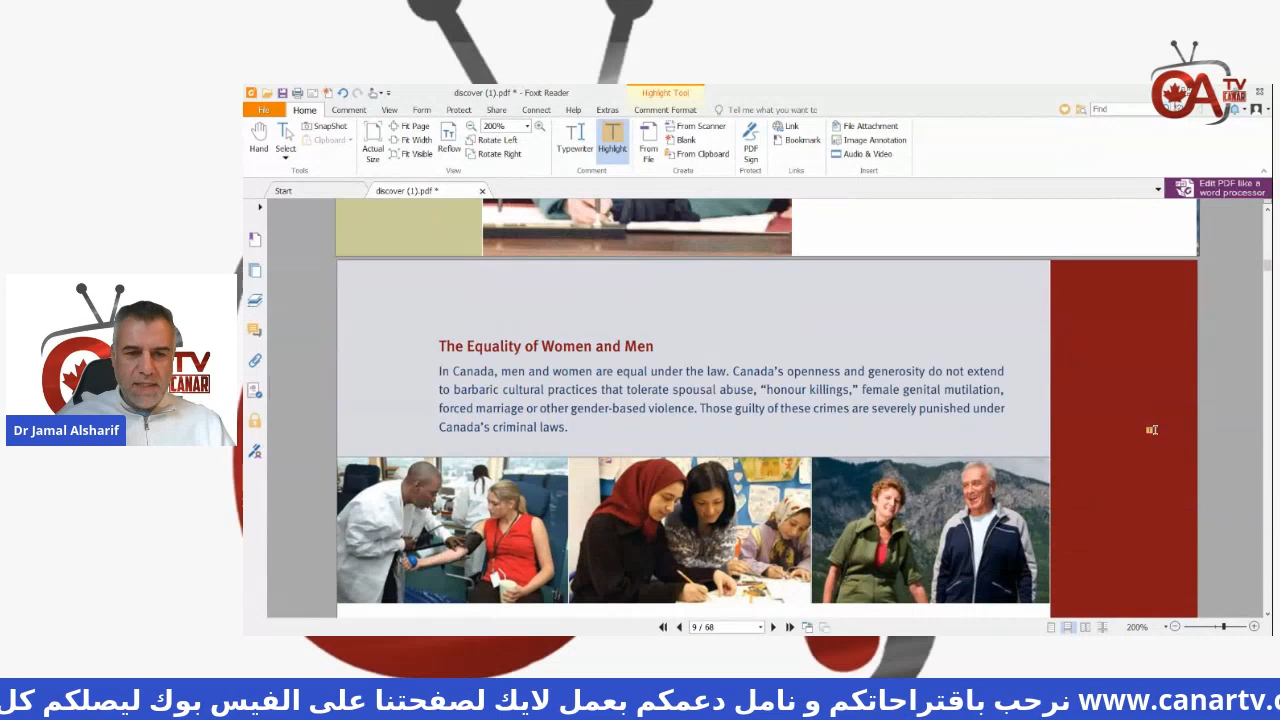 discover (1).pdf * - Foxit Reader
Highlight Tool
File Home Comment View Form Protect Share Connect Help Extras Comment Format Tell me what you want to Find
Hand
Select
SnapShot
Clipboard
Tools
Actual Size
Fit Page
Fit Width
Fit Visible
Reflow
200%
Rotate Left
Rotate Right
View
Typewriter
Highlight
Comment
From File
From Scanner
Blank
From Clipboard
Create
PDF Sign
Protect
Link
Bookmark
Links
File Attachment
Image Annotation
Audio & Video
Insert
Start
discover (1).pdf *
Edit PDF like a
word processor
The Equality of Women and Men
In Canada, men and women are equal under the law. Canada's openness and generosity do not extend
to barbaric cultural practices that tolerate spousal abuse, “honour killings,” female genital mutilation,
forced marriage or other gender-based violence. Those guilty of these crimes are severely punished under
Canada's criminal laws.
9 / 68
200%
CA TV
CANAR
TV
CANAR
Dr Jamal Alsharif
www.canartv.c نرحب باقتراحاتكم و نامل دعمكم بعمل لايك لصفحتنا على الفيس بوك ليصلكم كل